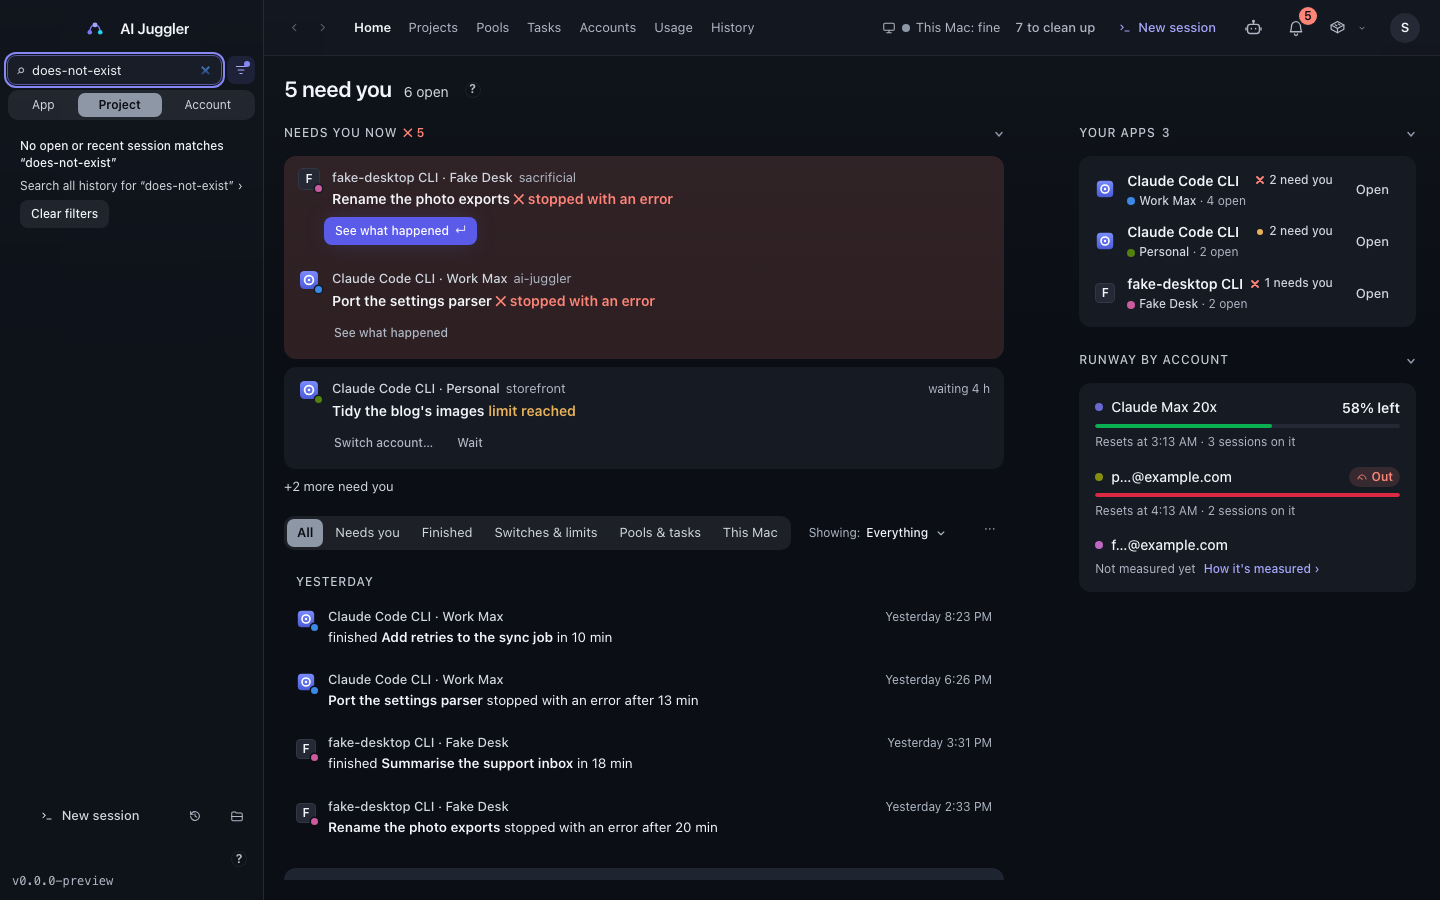 AI Juggler
does-not-exist
App Project Account
No open or recent session matches
“does-not-exist”
Search all history for “does-not-exist” ›
Clear filters
New session
?
v0.0.0-preview
Home Projects Pools Tasks Accounts Usage History
This Mac: fine 7 to clean up New session 5 S
5 need you 6 open ?
NEEDS YOU NOW 5
F fake-desktop CLI · Fake Desk sacrificial
Rename the photo exports stopped with an error
See what happened
Claude Code CLI · Work Max ai-juggler
Port the settings parser stopped with an error
See what happened
Claude Code CLI · Personal storefront waiting 4 h
Tidy the blog's images limit reached
Switch account... Wait
+2 more need you
All Needs you Finished Switches & limits Pools & tasks This Mac Showing: Everything ...
YESTERDAY
Claude Code CLI · Work Max Yesterday 8:23 PM
finished Add retries to the sync job in 10 min
Claude Code CLI · Work Max Yesterday 6:26 PM
Port the settings parser stopped with an error after 13 min
F fake-desktop CLI · Fake Desk Yesterday 3:31 PM
finished Summarise the support inbox in 18 min
F fake-desktop CLI · Fake Desk Yesterday 2:33 PM
Rename the photo exports stopped with an error after 20 min
YOUR APPS 3
Claude Code CLI 2 need you Open
Work Max · 4 open
Claude Code CLI 2 need you Open
Personal · 2 open
F fake-desktop CLI 1 needs you Open
Fake Desk · 2 open
RUNWAY BY ACCOUNT
Claude Max 20x 58% left
Resets at 3:13 AM · 3 sessions on it
p...@example.com Out
Resets at 4:13 AM · 2 sessions on it
f...@example.com
Not measured yet How it's measured ›